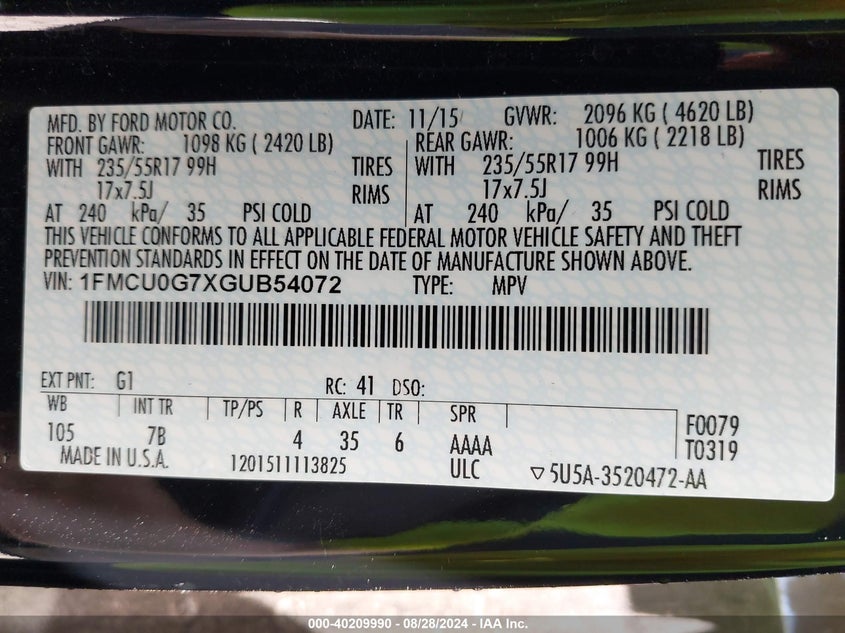 MFD. BY FORD MOTOR CO. DATE: 11/15 GVWR: 2096 KG ( 4620 LB)
FRONT GAWR: 1098 KG ( 2420 LB) REAR GAWR: 1006 KG ( 2218 LB)
WITH 235/55R17 99H TIRES WITH 235/55R17 99H TIRES
17x7.5J RIMS 17x7.5J RIMS
AT 240 kPa/ 35 PSI COLD AT 240 kPa/ 35 PSI COLD
THIS VEHICLE CONFORMS TO ALL APPLICABLE FEDERAL MOTOR VEHICLE SAFETY AND THEFT
PREVENTION STANDARDS IN EFFECT ON THE DATE OF MANUFACTURE SHOWN ABOVE.
VIN: 1FMCU0G7XGUB54072 TYPE: MPV
EXT PNT: G1 RC: 41 DSO:
WB INT TR TP/PS R AXLE TR SPR
105 7B 4 35 6 AAAA F0079
MADE IN U.S.A. 1201511113825 ULC T0319
▽ 5U5A-3520472-AA
000-40209990 - 08/28/2024 - IAA Inc.